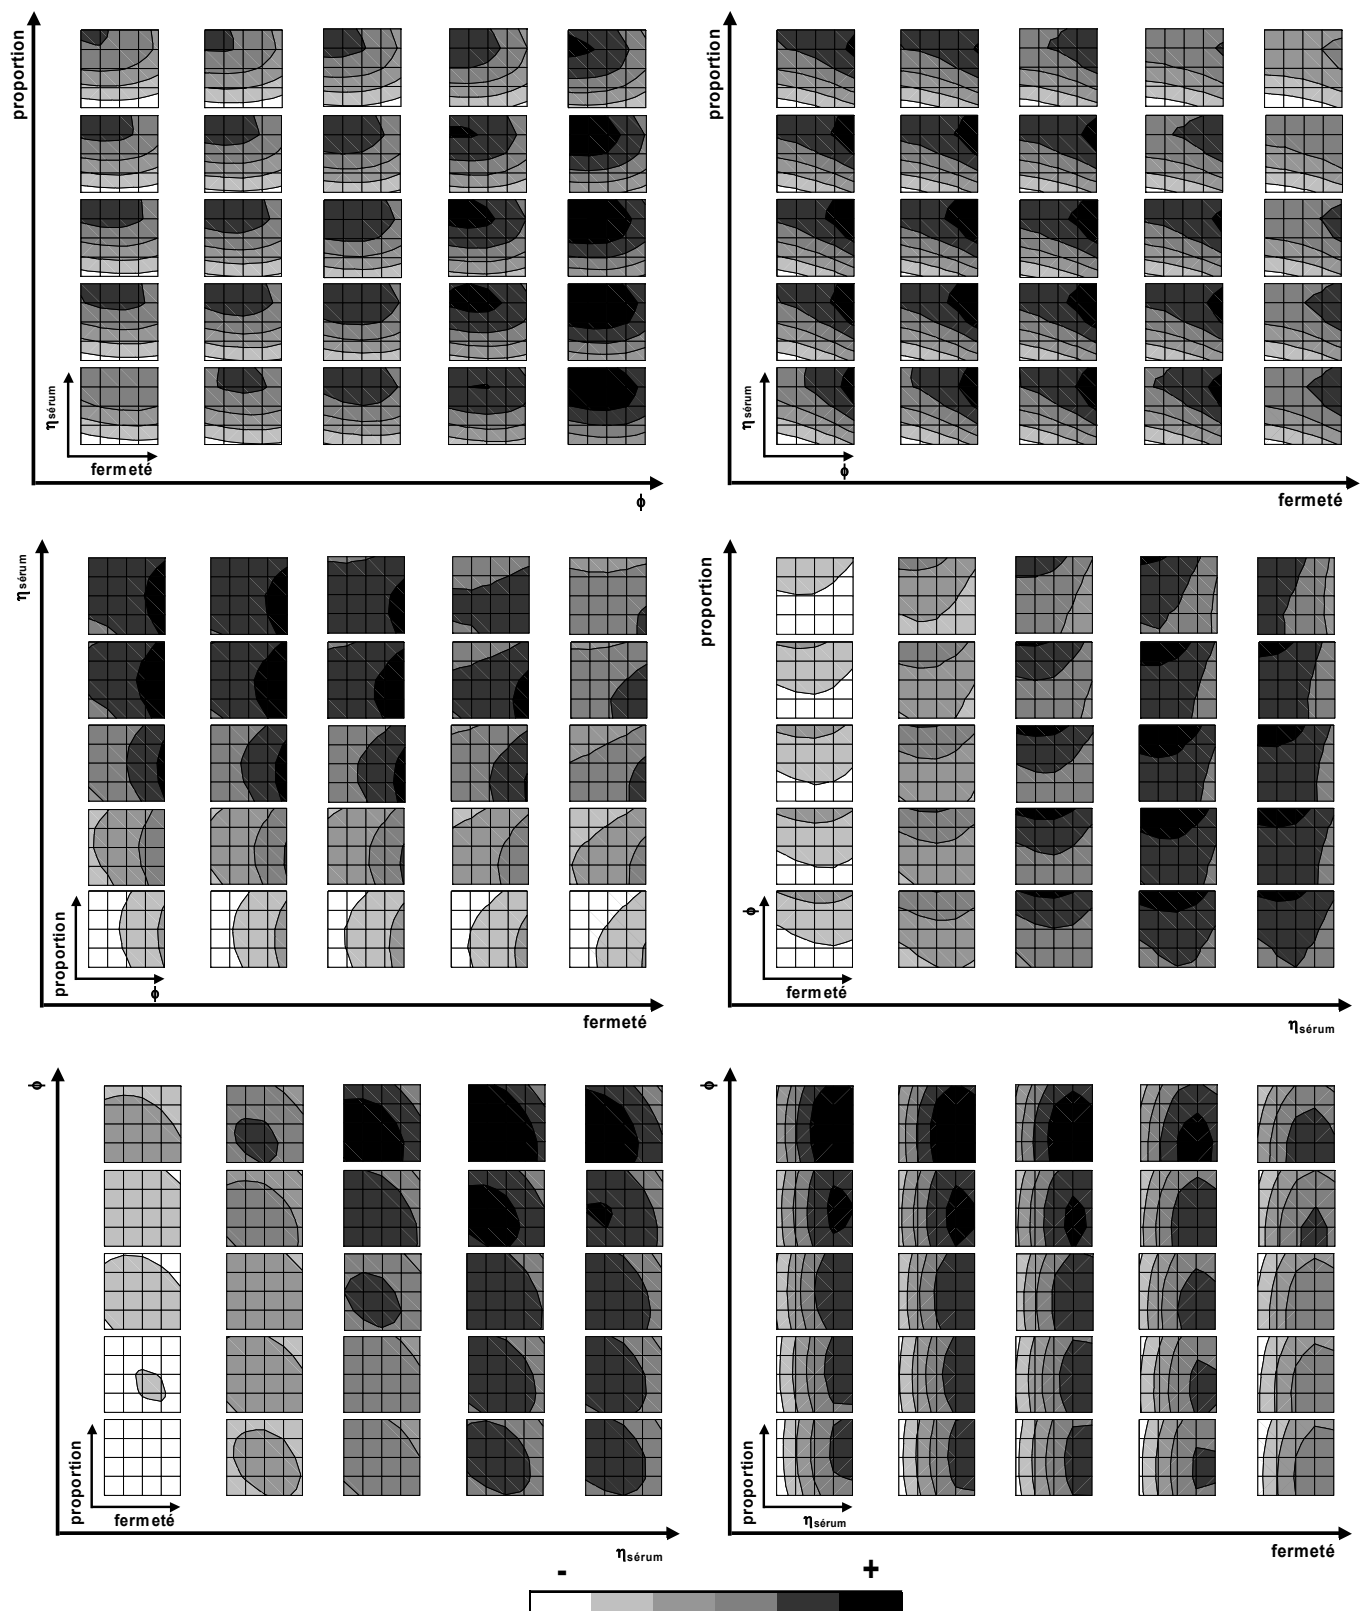 proportion
η sérum
fermeté
ϕ
proportion
η sérum
ϕ
fermeté
η sérum
proportion
ϕ
fermeté
proportion
ϕ
fermeté
η sérum
ϕ
proportion
fermeté
η sérum
ϕ
proportion
η sérum
fermeté
- +